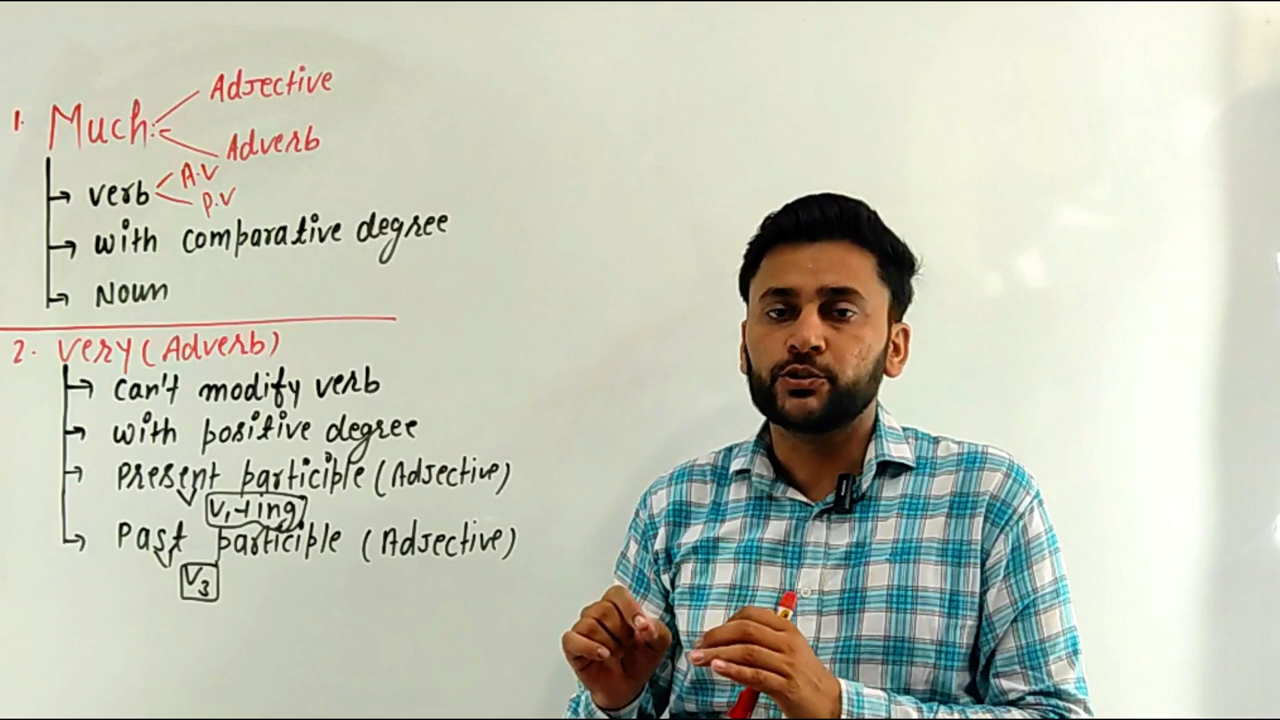 Adjective
1. Much
Adverb
→ verb A.V
P.V
→ with comparative degree
→ Noun
2. very (Adverb)
→ can't modify verb
→ with positive degree
→ present participle (Adjective)
V₁+ing
→ Past participle (Adjective)
V₃